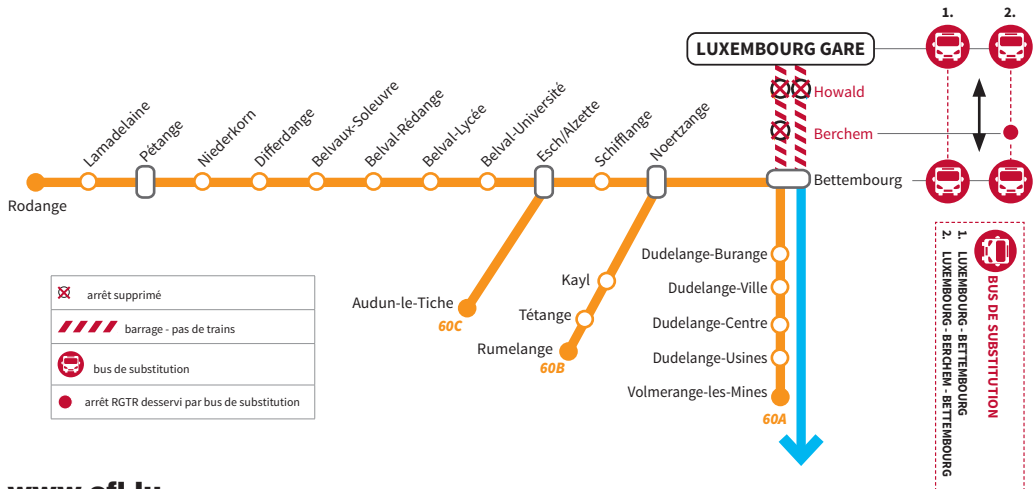 1.
2.
LUXEMBOURG GARE
Howald
Berchem
Bettembourg
Rodange
Lamadelaine
Pétange
Niederkorn
Differdange
Belvaux-Soleuvre
Belval-Rédange
Belval-Lycée
Belval-Université
Esch/Alzette
Schifflange
Noertzange
Audun-le-Tiche
60C
Kayl
Tétange
Rumelange
60B
Dudelange-Burange
Dudelange-Ville
Dudelange-Centre
Dudelange-Usines
Volmerange-les-Mines
60A
arrêt supprimé
barrage - pas de trains
bus de substitution
arrêt RGTR desservi par bus de substitution
BUS DE SUBSTITUTION
1. LUXEMBOURG - BETTEMBOURG
2. LUXEMBOURG - BERCHEM - BETTEMBOURG
www.cfl.lu